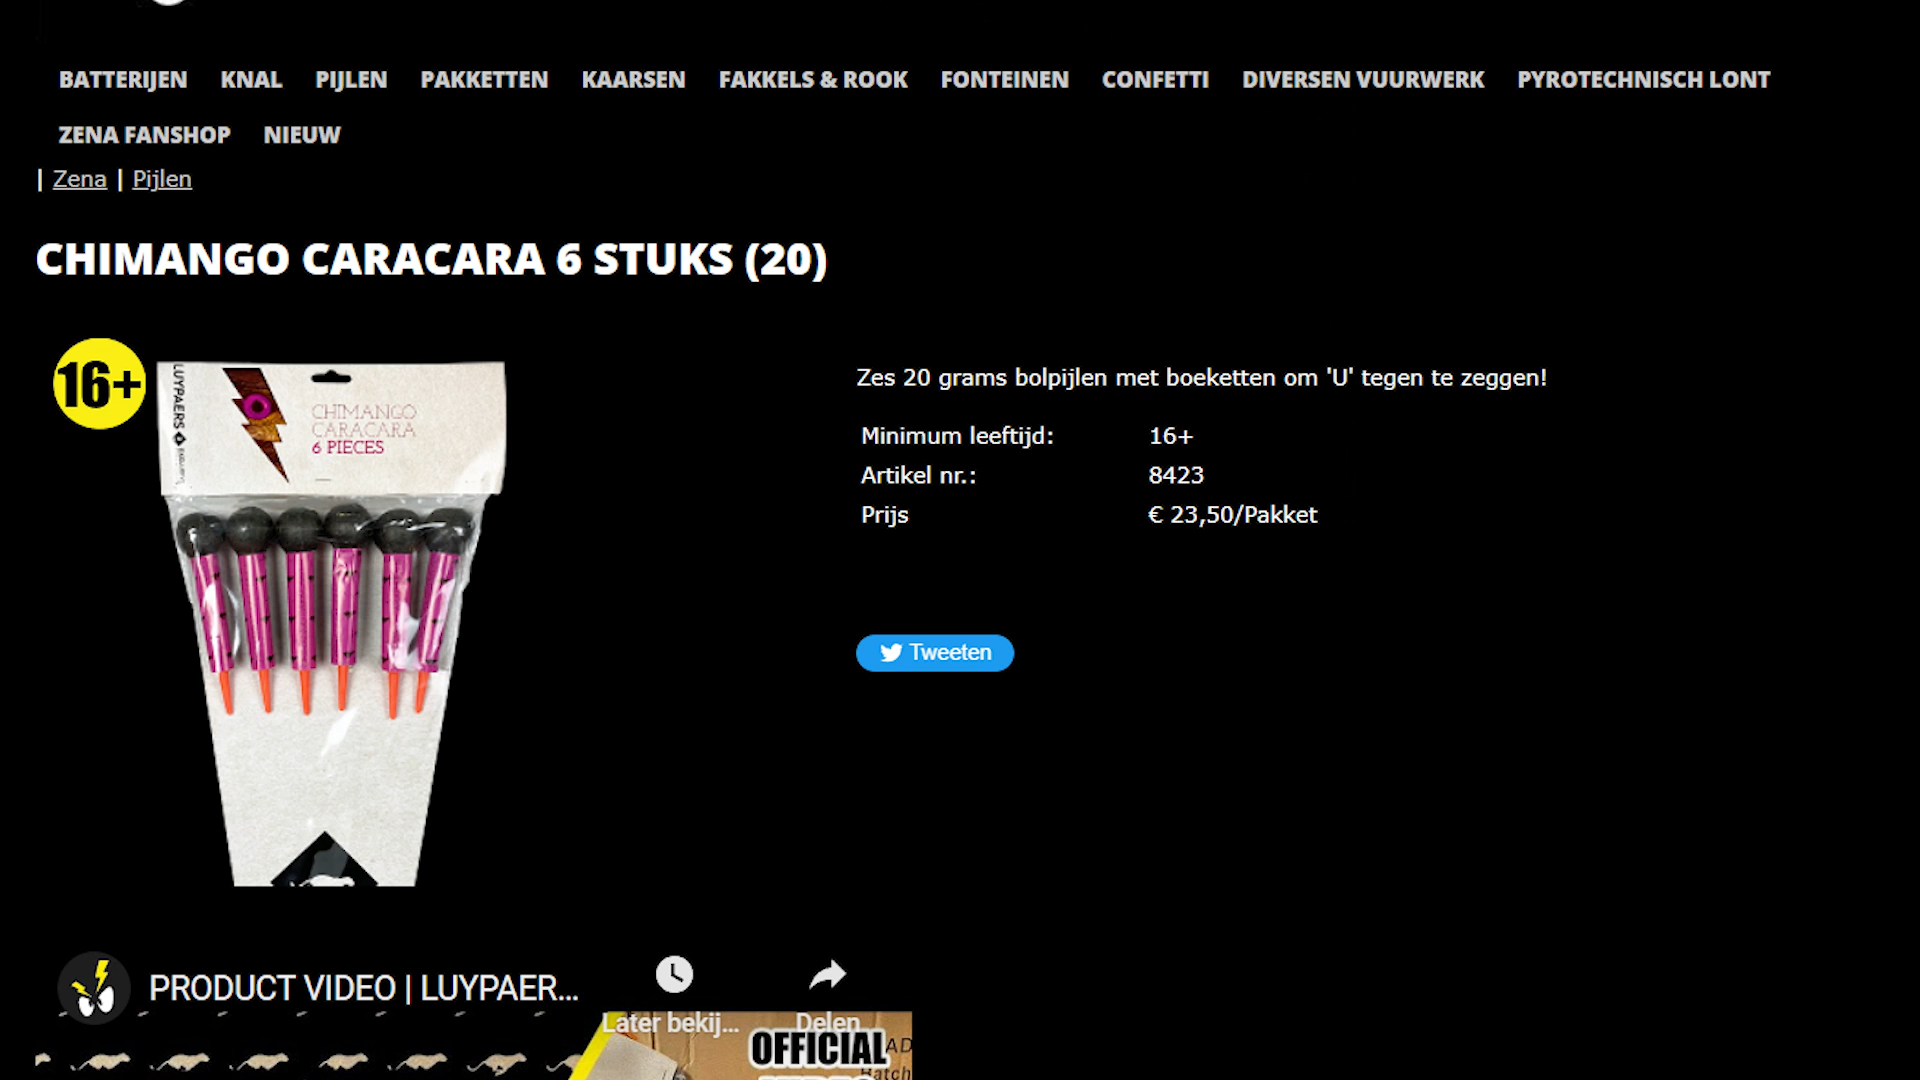 BATTERIJEN KNAL PIJLEN PAKKETTEN KAARSEN FAKKELS & ROOK FONTEINEN CONFETTI DIVERSEN VUURWERK PYROTECHNISCH LONT
ZENA FANSHOP NIEUW
| Zena | Pijlen
CHIMANGO CARACARA 6 STUKS (20)
16+
LUYPAERS
CHIMANGO
CARACARA
6 PIECES
Zes 20 grams bolpijlen met boeketten om 'U' tegen te zeggen!
Minimum leeftijd: 16+
Artikel nr.: 8423
Prijs € 23,50/Pakket
Tweeten
PRODUCT VIDEO | LUYPAER...
Later bekij... Delen
OFFICIAL